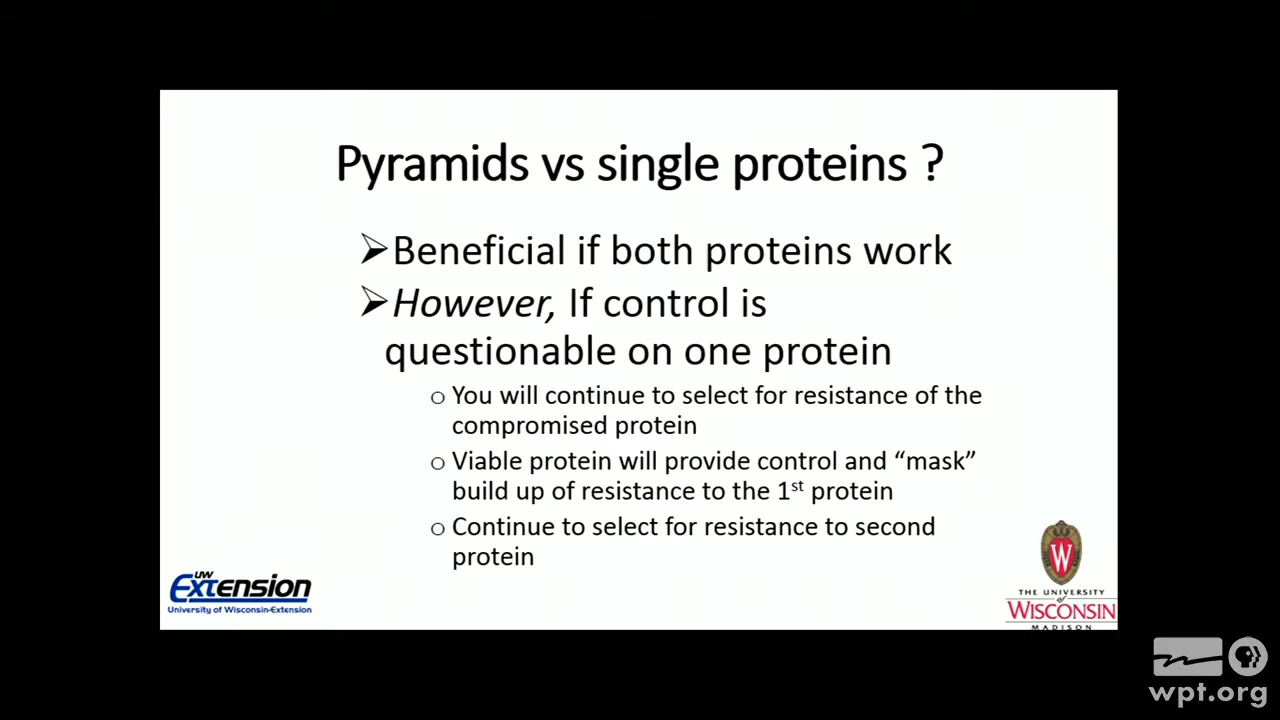 Pyramids vs single proteins ?
➢Beneficial if both proteins work
➢However, If control is
questionable on one protein
o You will continue to select for resistance of the
compromised protein
o Viable protein will provide control and “mask”
build up of resistance to the 1st protein
o Continue to select for resistance to second
protein
UW
Extension
University of Wisconsin-Extension
W
THE UNIVERSITY
of
WISCONSIN
MADISON
PBS
wpt.org